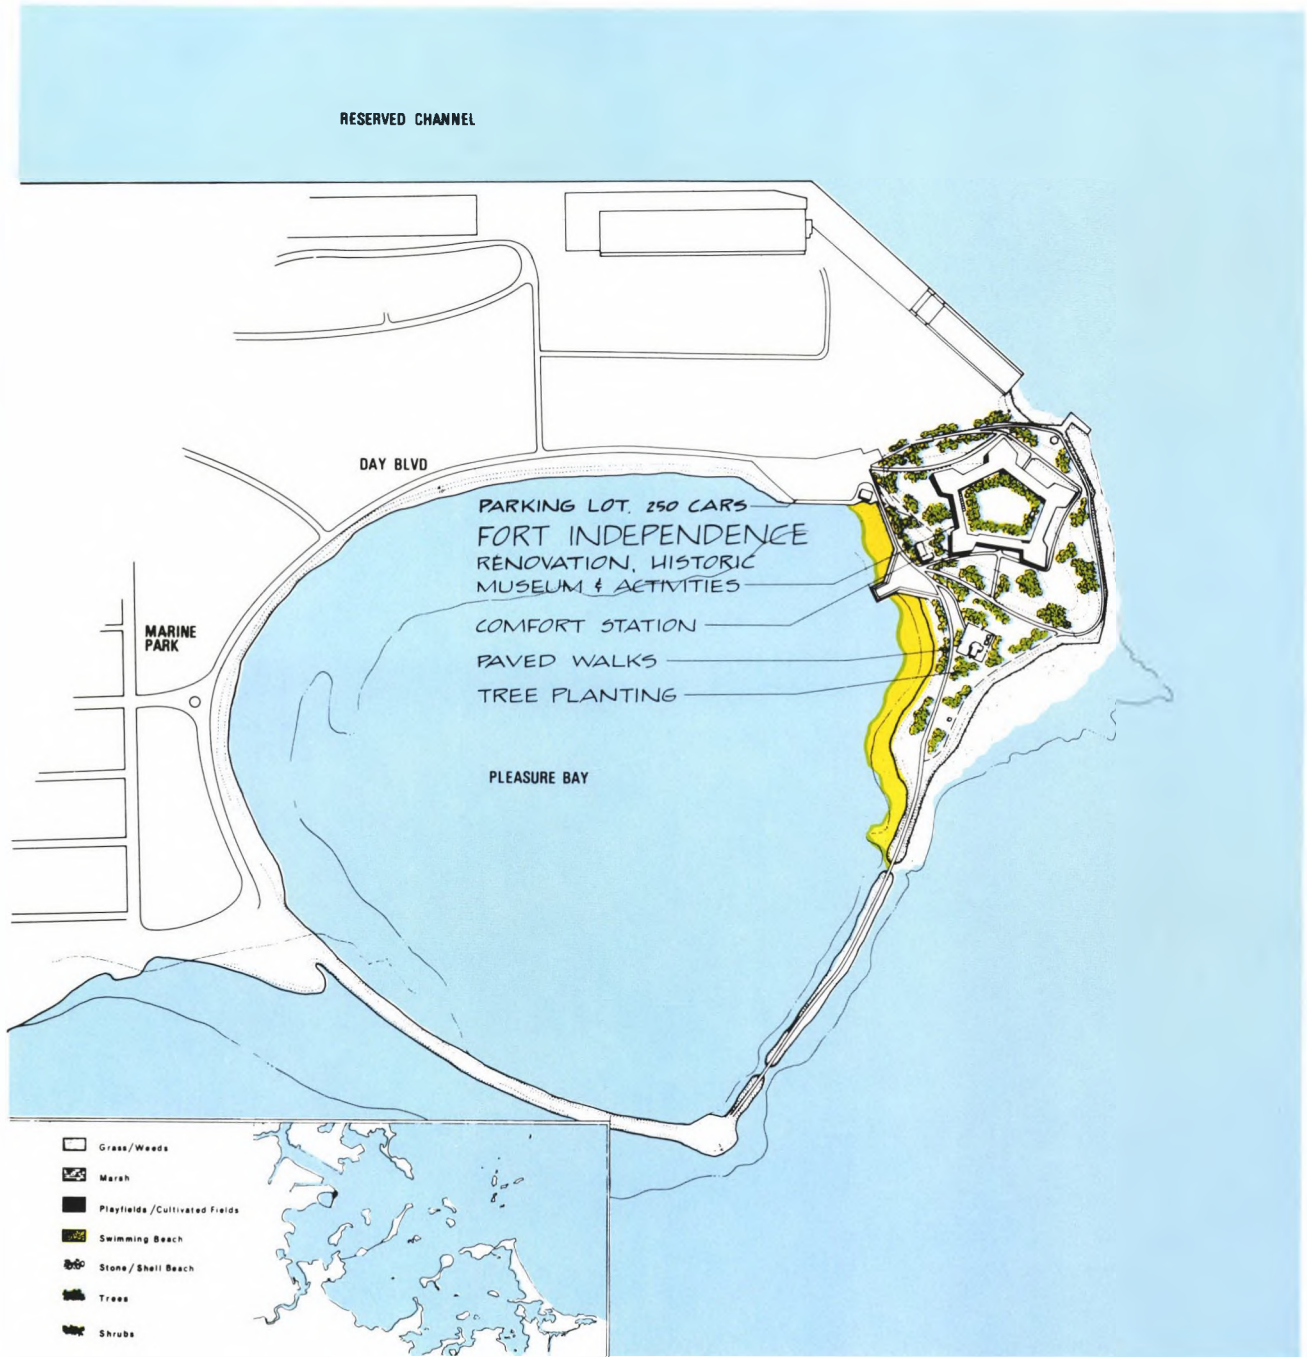 RESERVED CHANNEL
DAY BLVD
PARKING LOT, 250 CARS
FORT INDEPENDENCE
RENOVATION, HISTORIC
MUSEUM & ACTIVITIES
COMFORT STATION
PAVED WALKS
TREE PLANTING
MARINE
PARK
PLEASURE BAY
Grass/Weeds
Marsh
Playfields/Cultivated Fields
Swimming Beach
Stone/Shell Beach
Trees
Shrubs